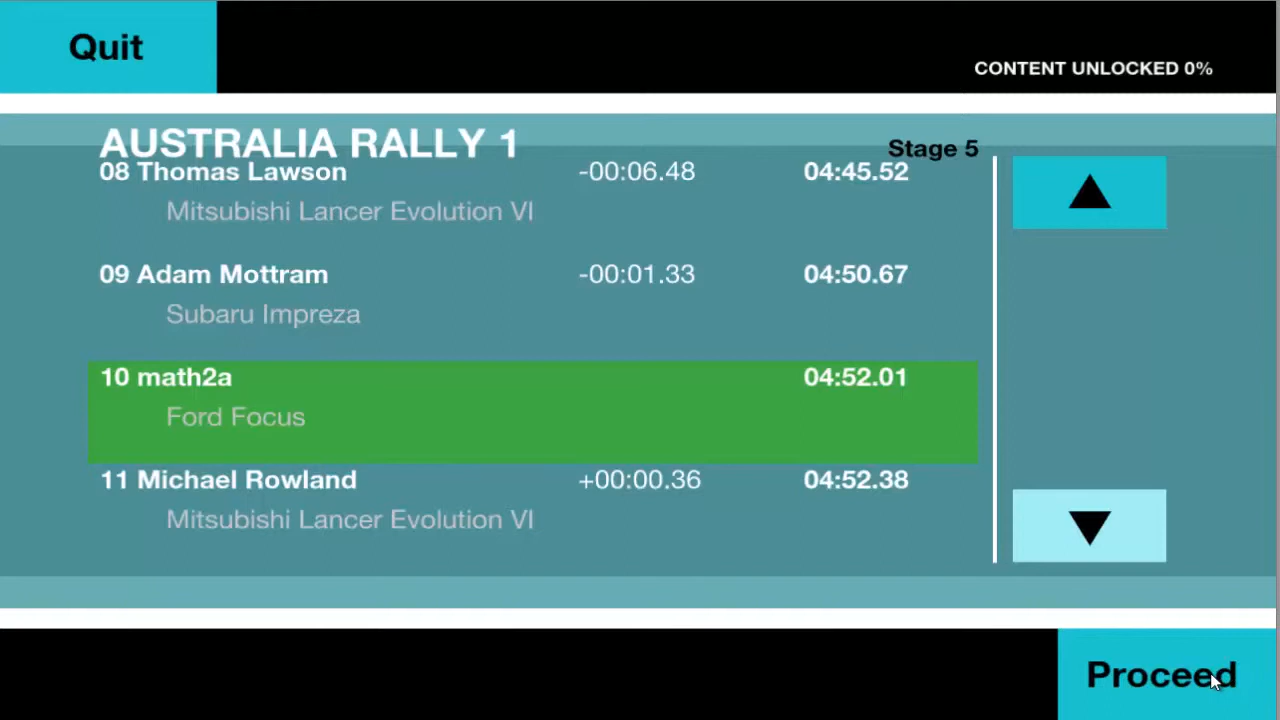 Quit
CONTENT UNLOCKED 0%
AUSTRALIA RALLY 1
Stage 5
08 Thomas Lawson -00:06.48 04:45.52
Mitsubishi Lancer Evolution VI
09 Adam Mottram -00:01.33 04:50.67
Subaru Impreza
10 math2a 04:52.01
Ford Focus
11 Michael Rowland +00:00.36 04:52.38
Mitsubishi Lancer Evolution VI
Proceed